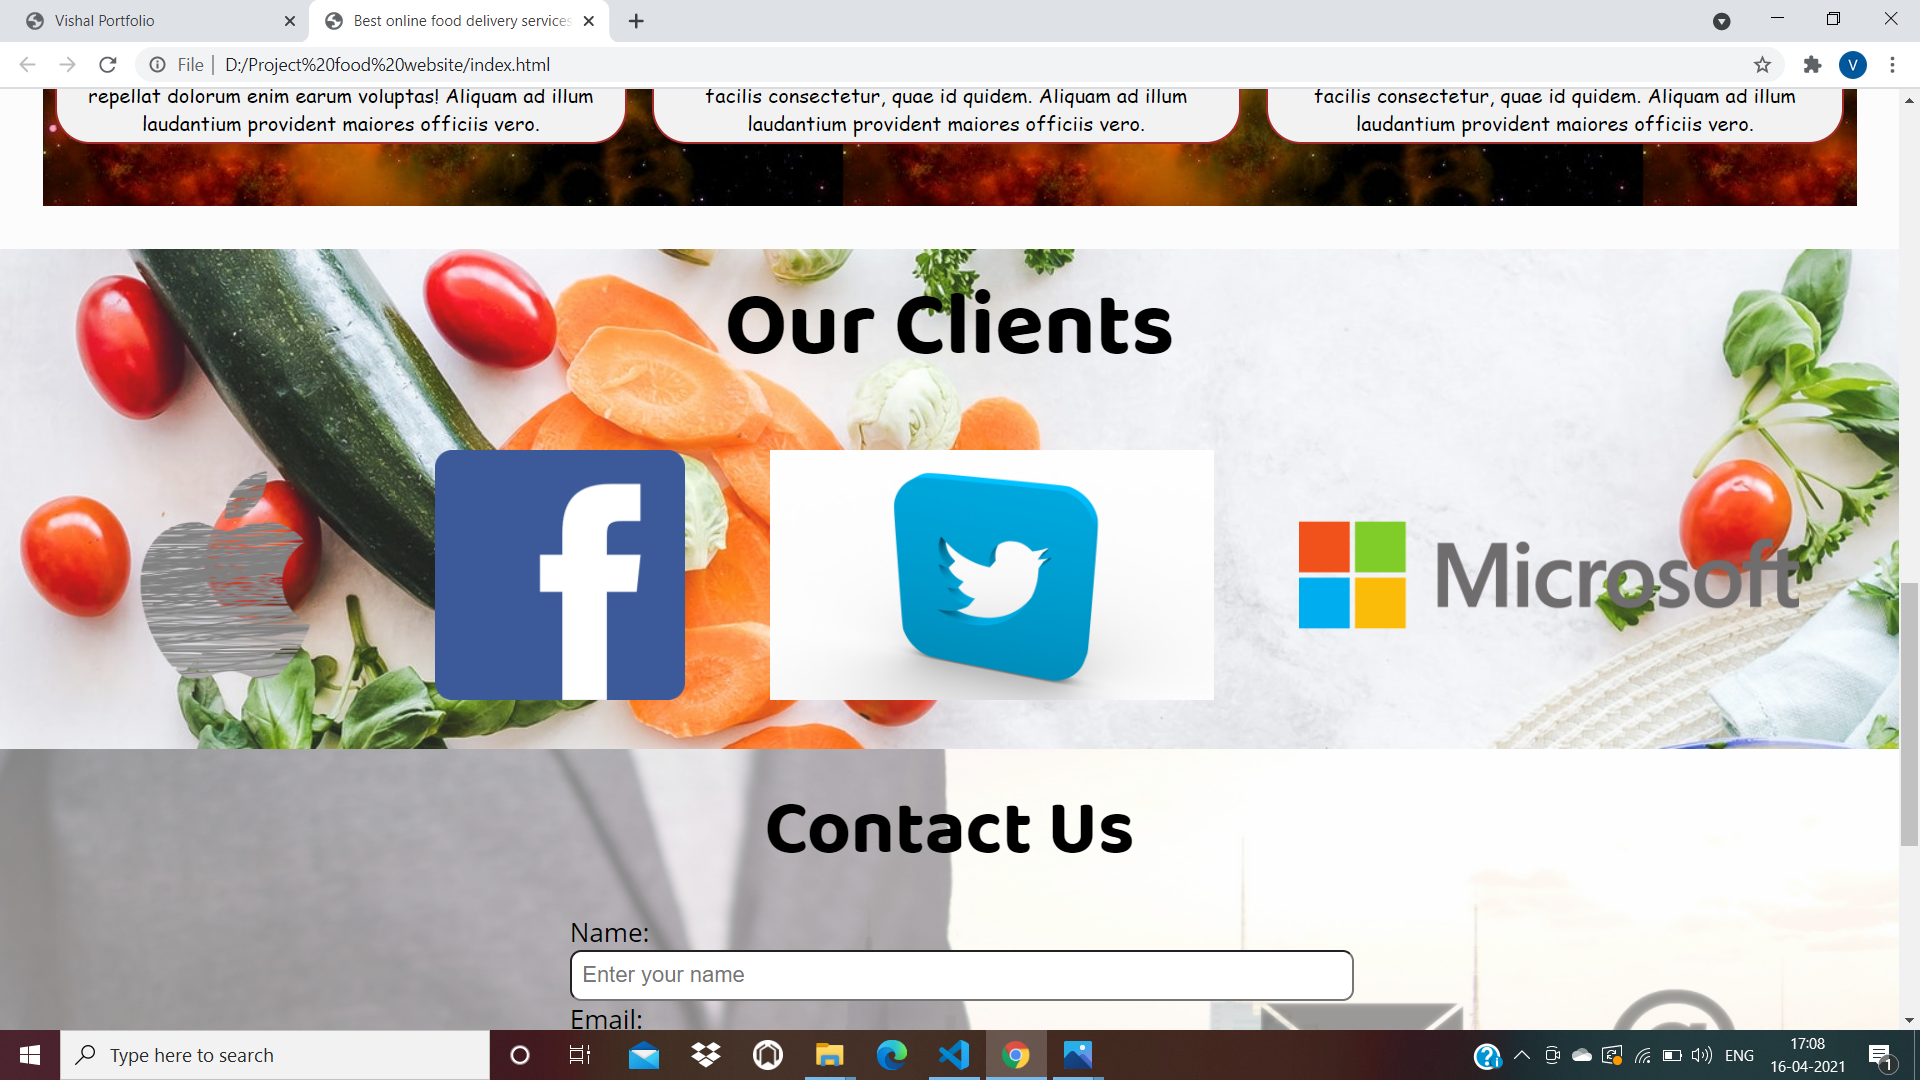 Vishal Portfolio
Best online food delivery services
File | D:/Project%20food%20website/index.html
V
repellat dolorum enim earum voluptas! Aliquam ad illum
laudantium provident maiores officiis vero.
facilis consectetur, quae id quidem. Aliquam ad illum
laudantium provident maiores officiis vero.
facilis consectetur, quae id quidem. Aliquam ad illum
laudantium provident maiores officiis vero.
Our Clients
f
Microsoft
Contact Us
Name:
Enter your name
Email:
@
Type here to search
ENG
17:08
16-04-2021
1